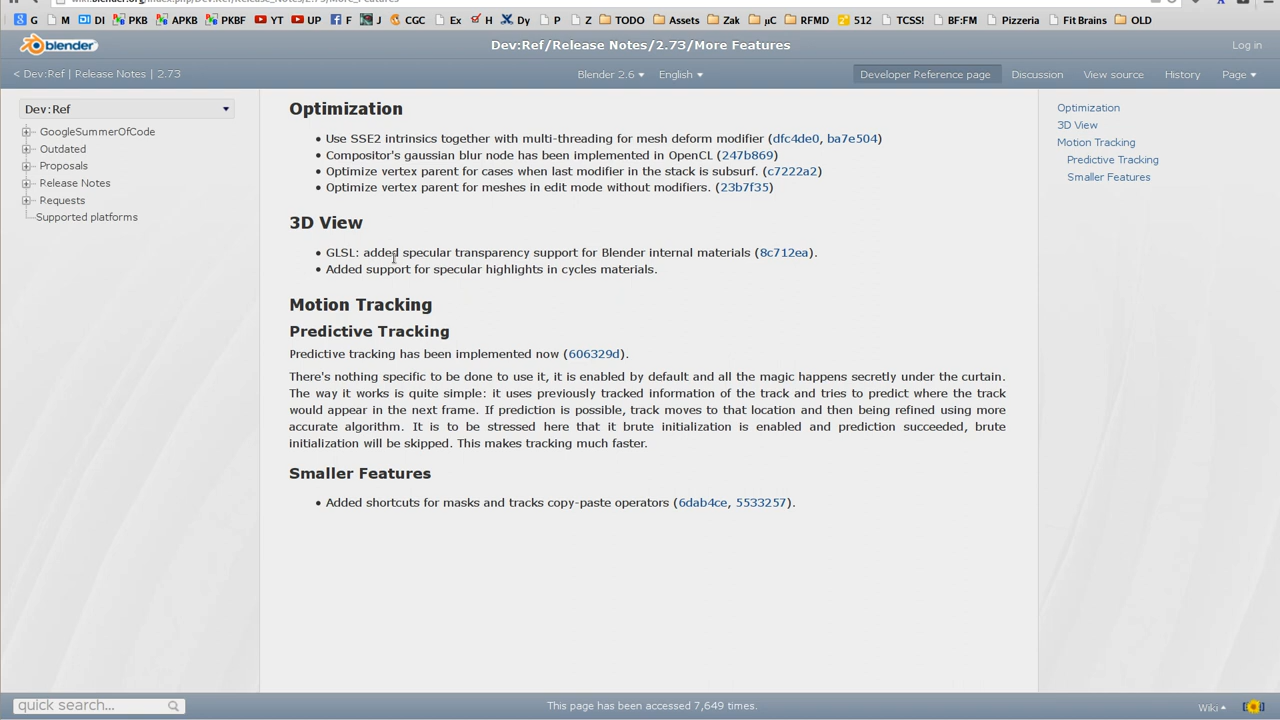 PKB APKB PKBF YT UP F J CGC Ex H Dy P Z TODO Assets Zak µC RFMD 512 TCSS! BF:FM Pizzeria Fit Brains OLD
blender
Dev:Ref/Release Notes/2.73/More Features
Log in
< Dev:Ref | Release Notes | 2.73
Blender 2.6 English
Developer Reference page Discussion View source History Page
Dev:Ref
GoogleSummerOfCode
Outdated
Proposals
Release Notes
Requests
Supported platforms
Optimization
• Use SSE2 intrinsics together with multi-threading for mesh deform modifier (dfc4de0, ba7e504)
• Compositor's gaussian blur node has been implemented in OpenCL (247b869)
• Optimize vertex parent for cases when last modifier in the stack is subsurf. (c7222a2)
• Optimize vertex parent for meshes in edit mode without modifiers. (23b7f35)
3D View
• GLSL: added specular transparency support for Blender internal materials (8c712ea).
• Added support for specular highlights in cycles materials.
Motion Tracking
Predictive Tracking
Predictive tracking has been implemented now (606329d).
There's nothing specific to be done to use it, it is enabled by default and all the magic happens secretly under the curtain.
The way it works is quite simple: it uses previously tracked information of the track and tries to predict where the track
would appear in the next frame. If prediction is possible, track moves to that location and then being refined using more
accurate algorithm. It is to be stressed here that it brute initialization is enabled and prediction succeeded, brute
initialization will be skipped. This makes tracking much faster.
Smaller Features
• Added shortcuts for masks and tracks copy-paste operators (6dab4ce, 5533257).
Optimization
3D View
Motion Tracking
Predictive Tracking
Smaller Features
quick search...
This page has been accessed 7,649 times.
Wiki